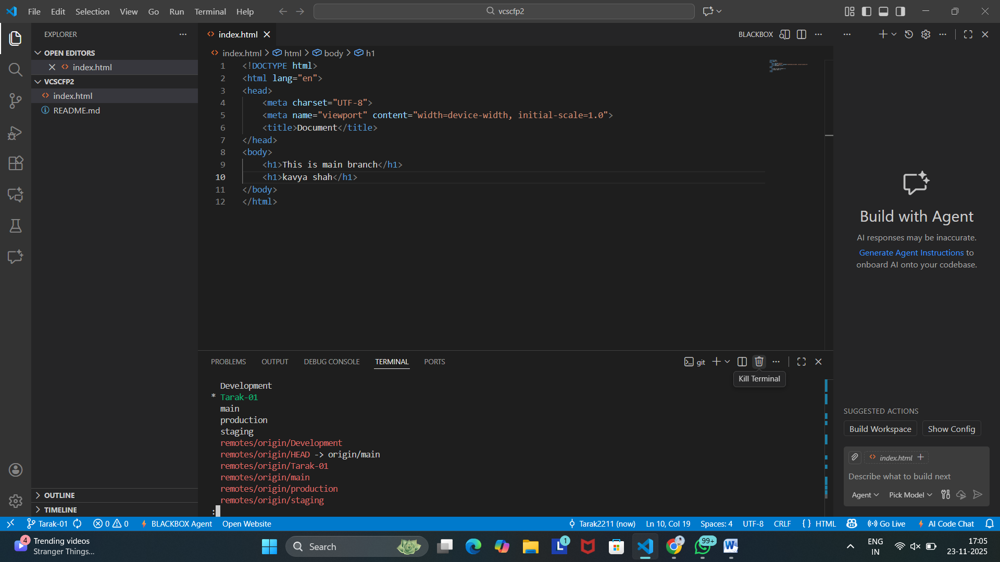 File Edit Selection View Go Run Terminal Help
vcscfp2
EXPLORER
OPEN EDITORS
index.html
VCSCFP2
index.html
README.md
OUTLINE
TIMELINE
index.html
BLACKBOX
index.html > html > body > h1
1 <!DOCTYPE html>
2 <html lang="en">
3 <head>
4 <meta charset="UTF-8">
5 <meta name="viewport" content="width=device-width, initial-scale=1.0">
6 <title>Document</title>
7 </head>
8 <body>
9 <h1>This is main branch</h1>
10 <h1>kavya shah</h1>
11 </body>
12 </html>
PROBLEMS OUTPUT DEBUG CONSOLE TERMINAL PORTS
git
Kill Terminal
Development
* Tarak-01
main
production
staging
remotes/origin/Development
remotes/origin/HEAD -> origin/main
remotes/origin/Tarak-01
remotes/origin/main
remotes/origin/production
remotes/origin/staging
:
Build with Agent
AI responses may be inaccurate.
Generate Agent Instructions to
onboard AI onto your codebase.
SUGGESTED ACTIONS
Build Workspace Show Config
index.html
Describe what to build next
Agent Pick Model
Tarak-01 0 0 BLACKBOX Agent Open Website
Tarak2211 (now) Ln 10, Col 19 Spaces: 4 UTF-8 CRLF { } HTML Go Live AI Code Chat
4
Trending videos
Stranger Things...
Search
L 1
99+
W
ENG
IN
17:05
23-11-2025